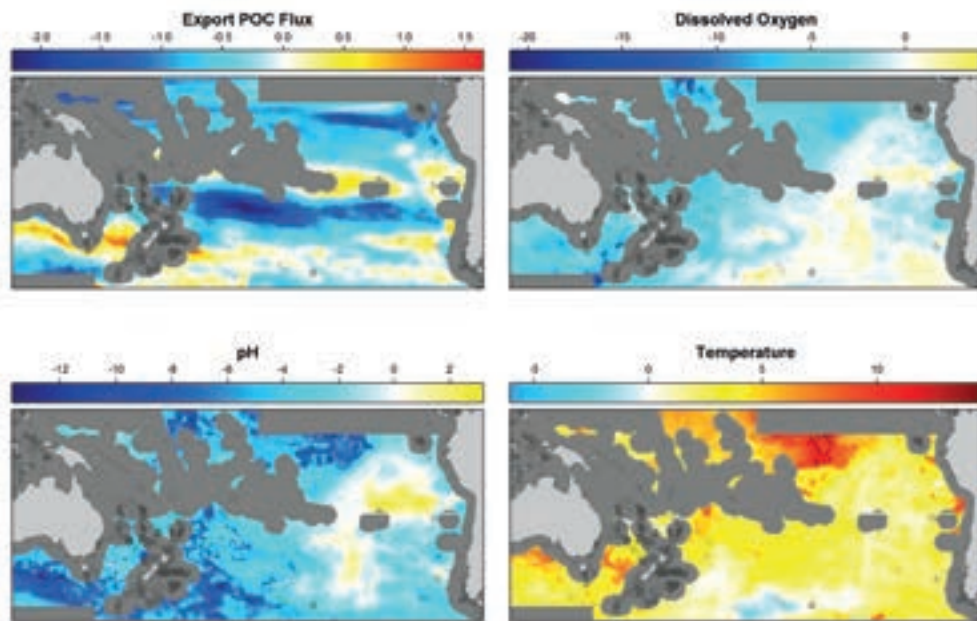 Export POC Flux
-2.0 -1.5 -1.0 -0.5 0.0 0.5 1.0 1.5
Dissolved Oxygen
-20 -15 -10 -5 0
pH
-12 -10 -8 -6 -4 -2 0 2
Temperature
-5 0 5 10